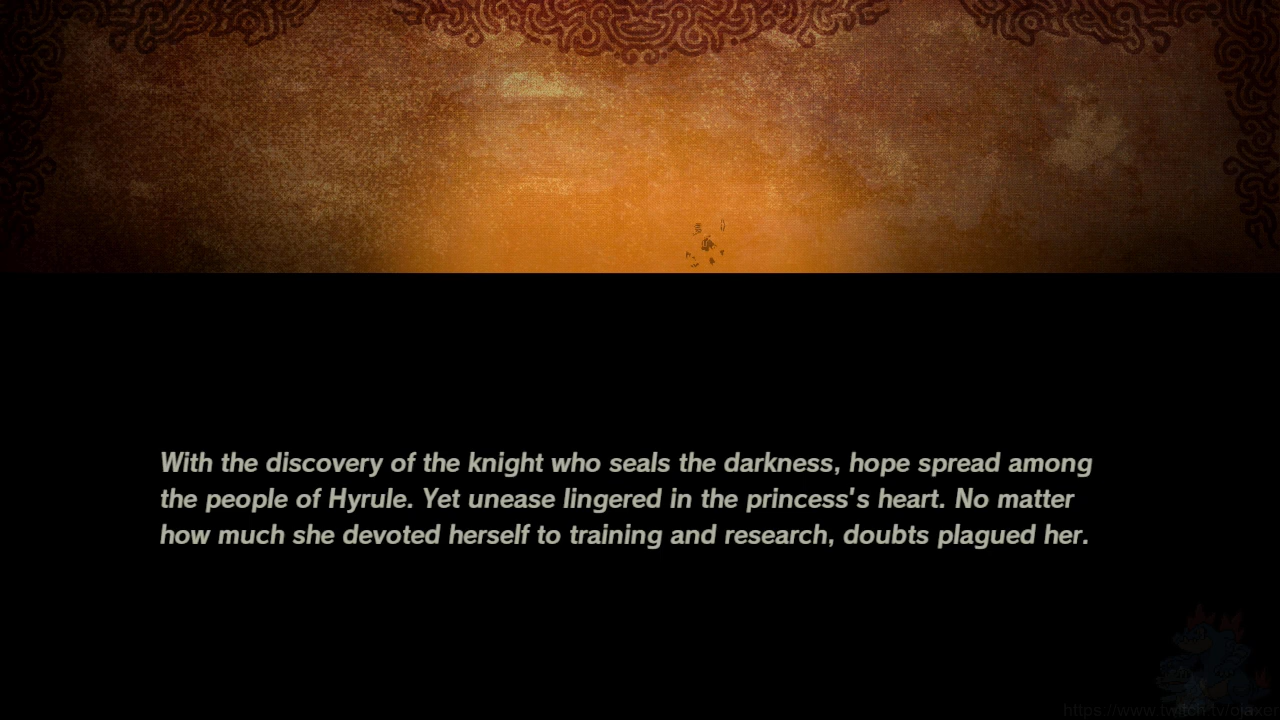 With the discovery of the knight who seals the darkness, hope spread among
the people of Hyrule. Yet unease lingered in the princess's heart. No matter
how much she devoted herself to training and research, doubts plagued her.